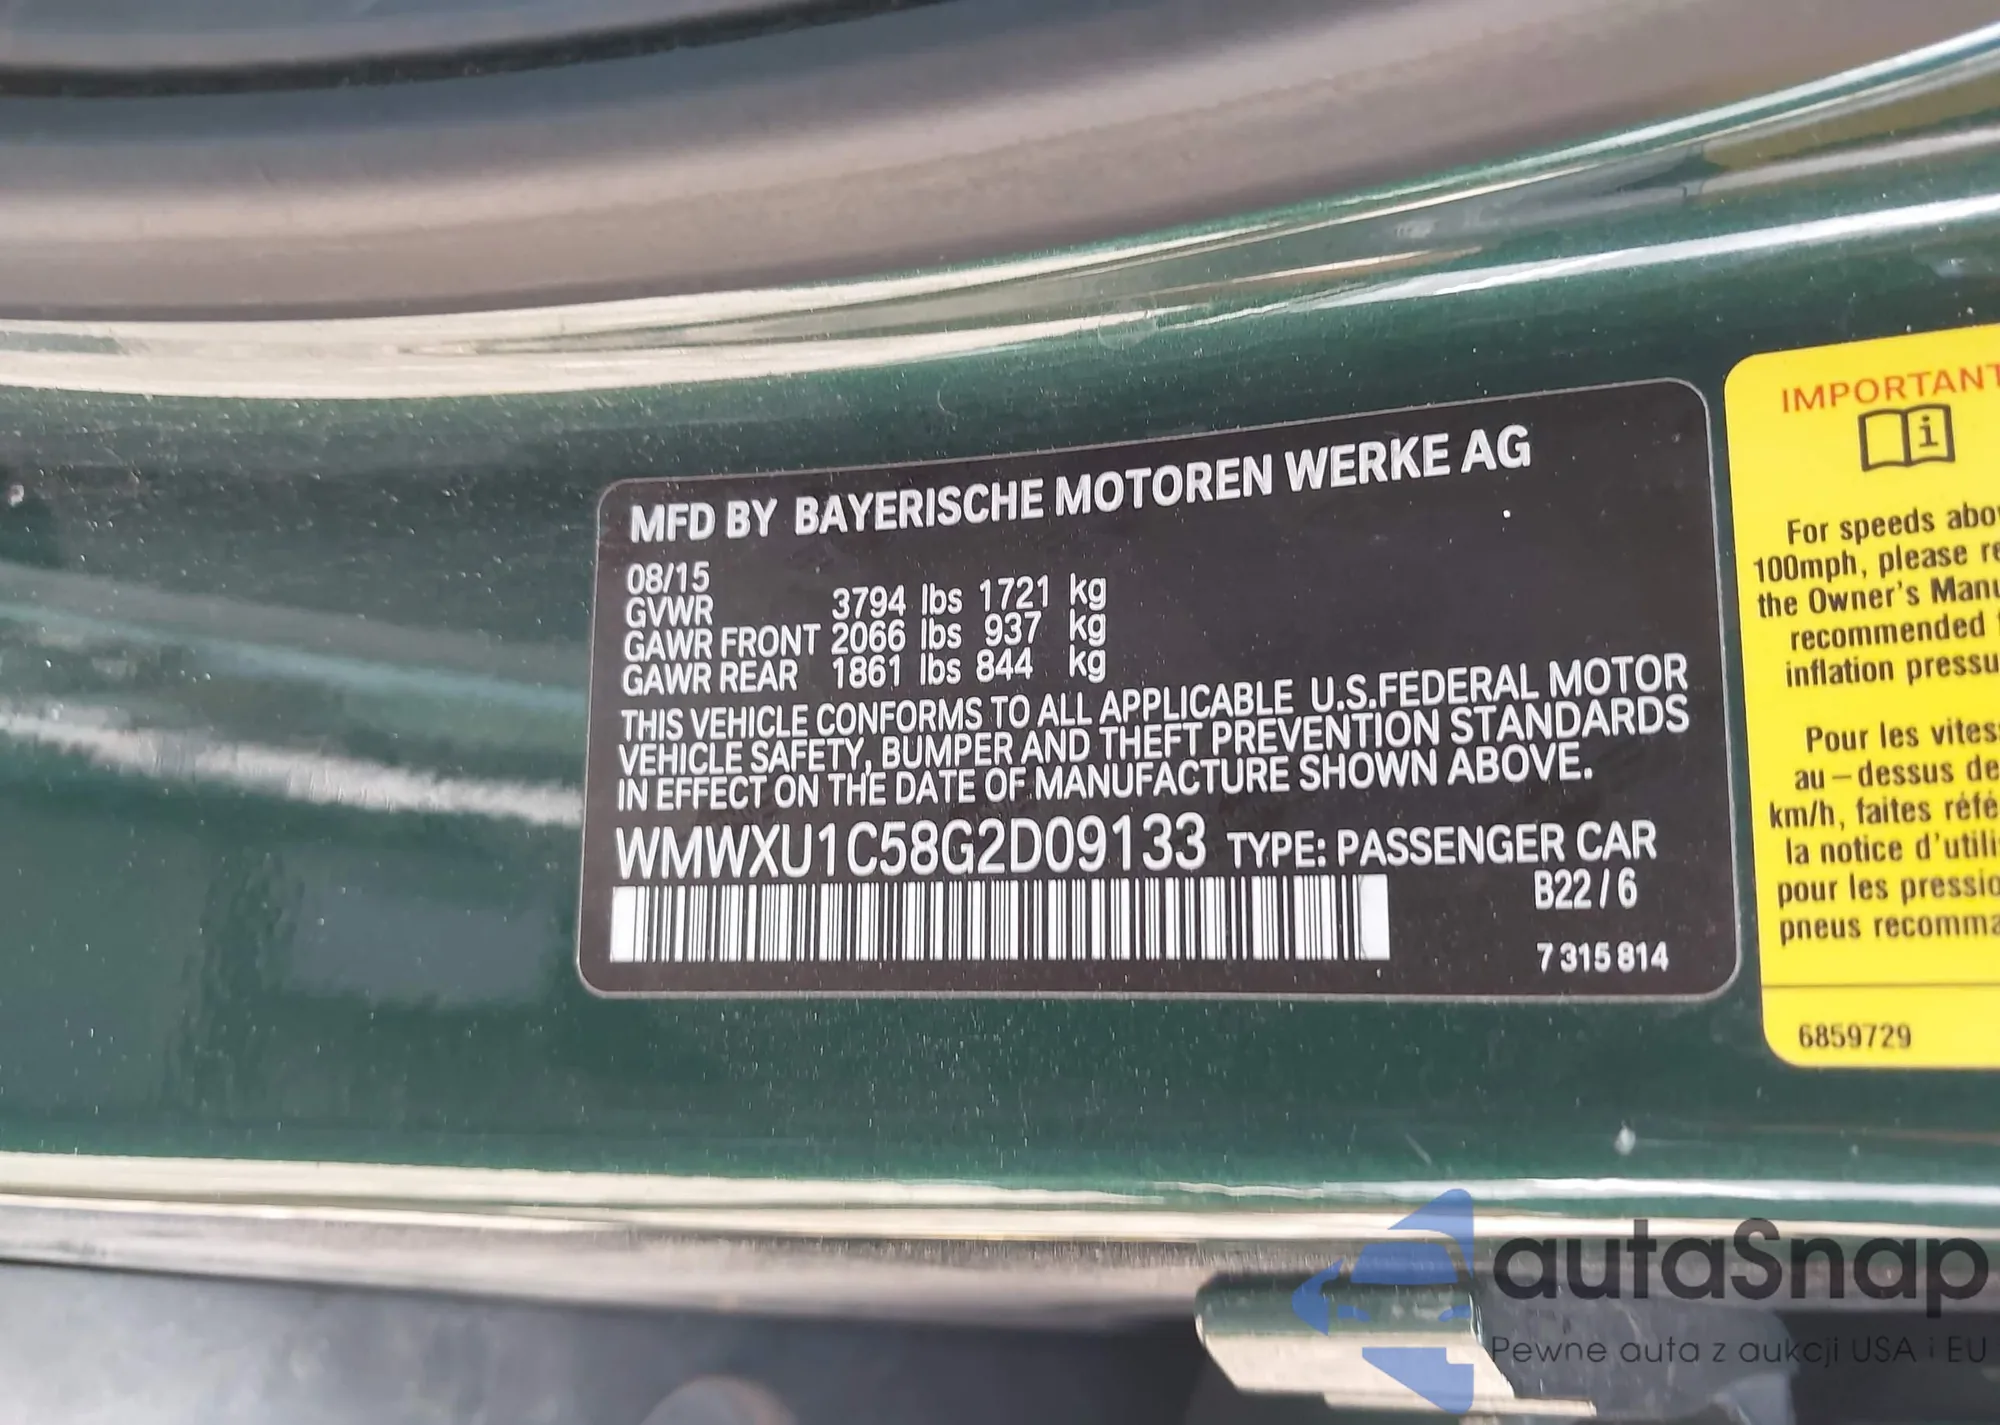 MFD BY BAYERISCHE MOTOREN WERKE AG
08/15
GVWR 3794 lbs 1721 kg
GAWR FRONT 2066 lbs 937 kg
GAWR REAR 1861 lbs 844 kg
THIS VEHICLE CONFORMS TO ALL APPLICABLE U.S.FEDERAL MOTOR
VEHICLE SAFETY, BUMPER AND THEFT PREVENTION STANDARDS
IN EFFECT ON THE DATE OF MANUFACTURE SHOWN ABOVE.
WMWXU1C58G2D09133 TYPE: PASSENGER CAR
B22/6
7 315 814
IMPORTANT
i
For speeds abo
100mph, please re
the Owner's Manu
recommended
inflation pressu
Pour les vites
au-dessus de
km/h, faites réfé
la notice d'utili
pour les pressio
pneus recomma
6859729
autaSnap
Pewne auta z aukcji USA i EU